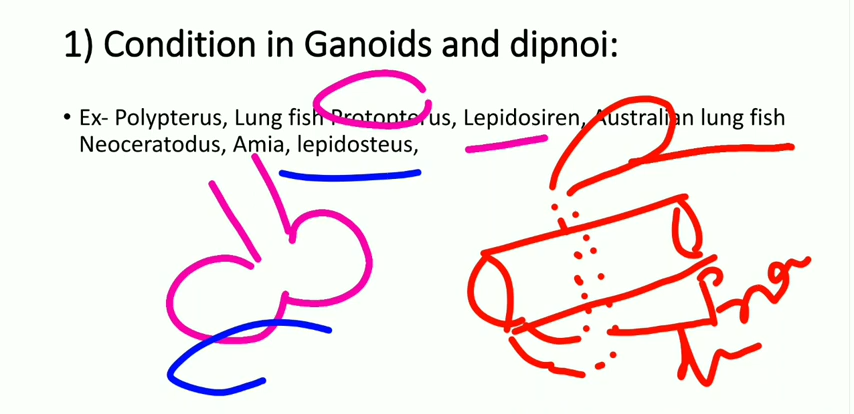 1) Condition in Ganoids and dipnoi:
• Ex- Polypterus, Lung fish Protopterus, Lepidosiren, Australian lung fish
Neoceratodus, Amia, lepidosteus,